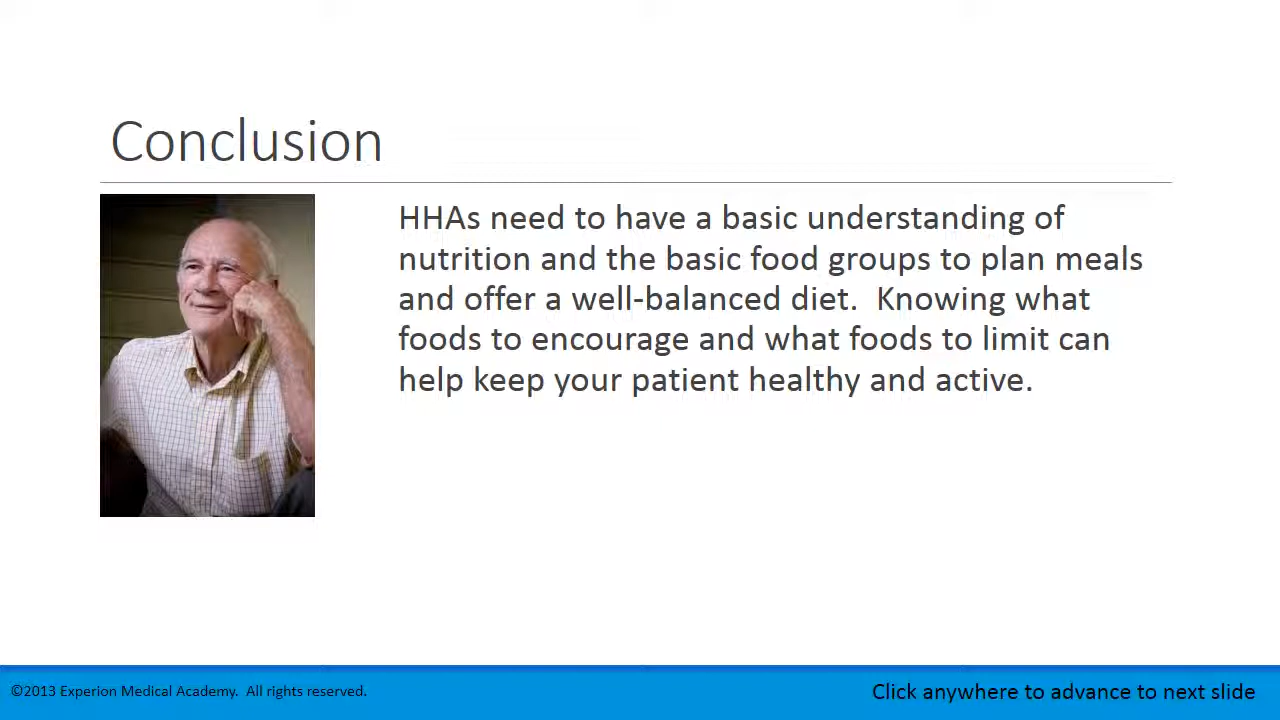 Conclusion
HHAs need to have a basic understanding of
nutrition and the basic food groups to plan meals
and offer a well-balanced diet.  Knowing what
foods to encourage and what foods to limit can
help keep your patient healthy and active.
©2013 Experion Medical Academy.  All rights reserved.
Click anywhere to advance to next slide